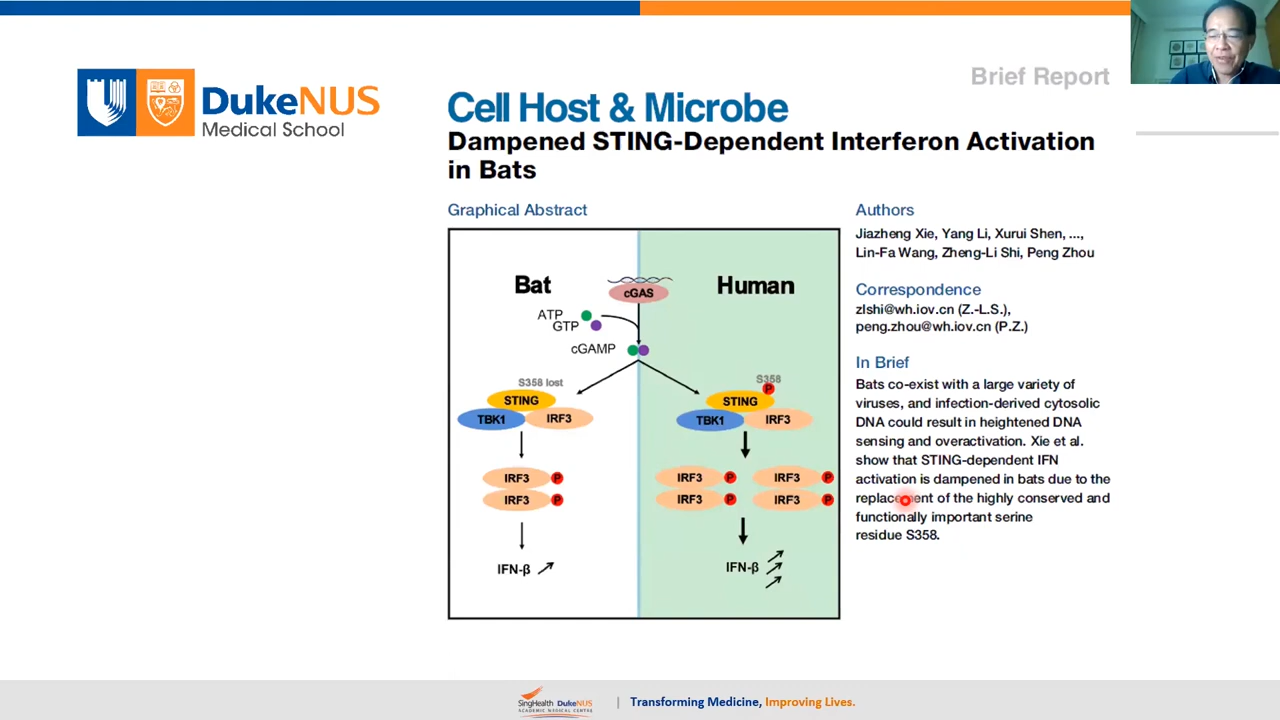 DukeNUS
Medical School
Brief Report
Cell Host & Microbe
Dampened STING-Dependent Interferon Activation
in Bats
Graphical Abstract
Bat
Human
cGAS
ATP
GTP
cGAMP
S358 lost
STING
TBK1
IRF3
IRF3
P
IRF3
P
IFN-β
S358
P
STING
TBK1
IRF3
IRF3
P
IRF3
P
IRF3
P
IRF3
P
IFN-β
Authors
Jiazheng Xie, Yang Li, Xurui Shen, ...,
Lin-Fa Wang, Zheng-Li Shi, Peng Zhou
Correspondence
zlshi@wh.iov.cn (Z.-L.S.),
peng.zhou@wh.iov.cn (P.Z.)
In Brief
Bats co-exist with a large variety of
viruses, and infection-derived cytosolic
DNA could result in heightened DNA
sensing and overactivation. Xie et al.
show that STING-dependent IFN
activation is dampened in bats due to the
replacement of the highly conserved and
functionally important serine
residue S358.
SingHealth DukeNUS
ACADEMIC MEDICAL CENTRE
| Transforming Medicine, Improving Lives.